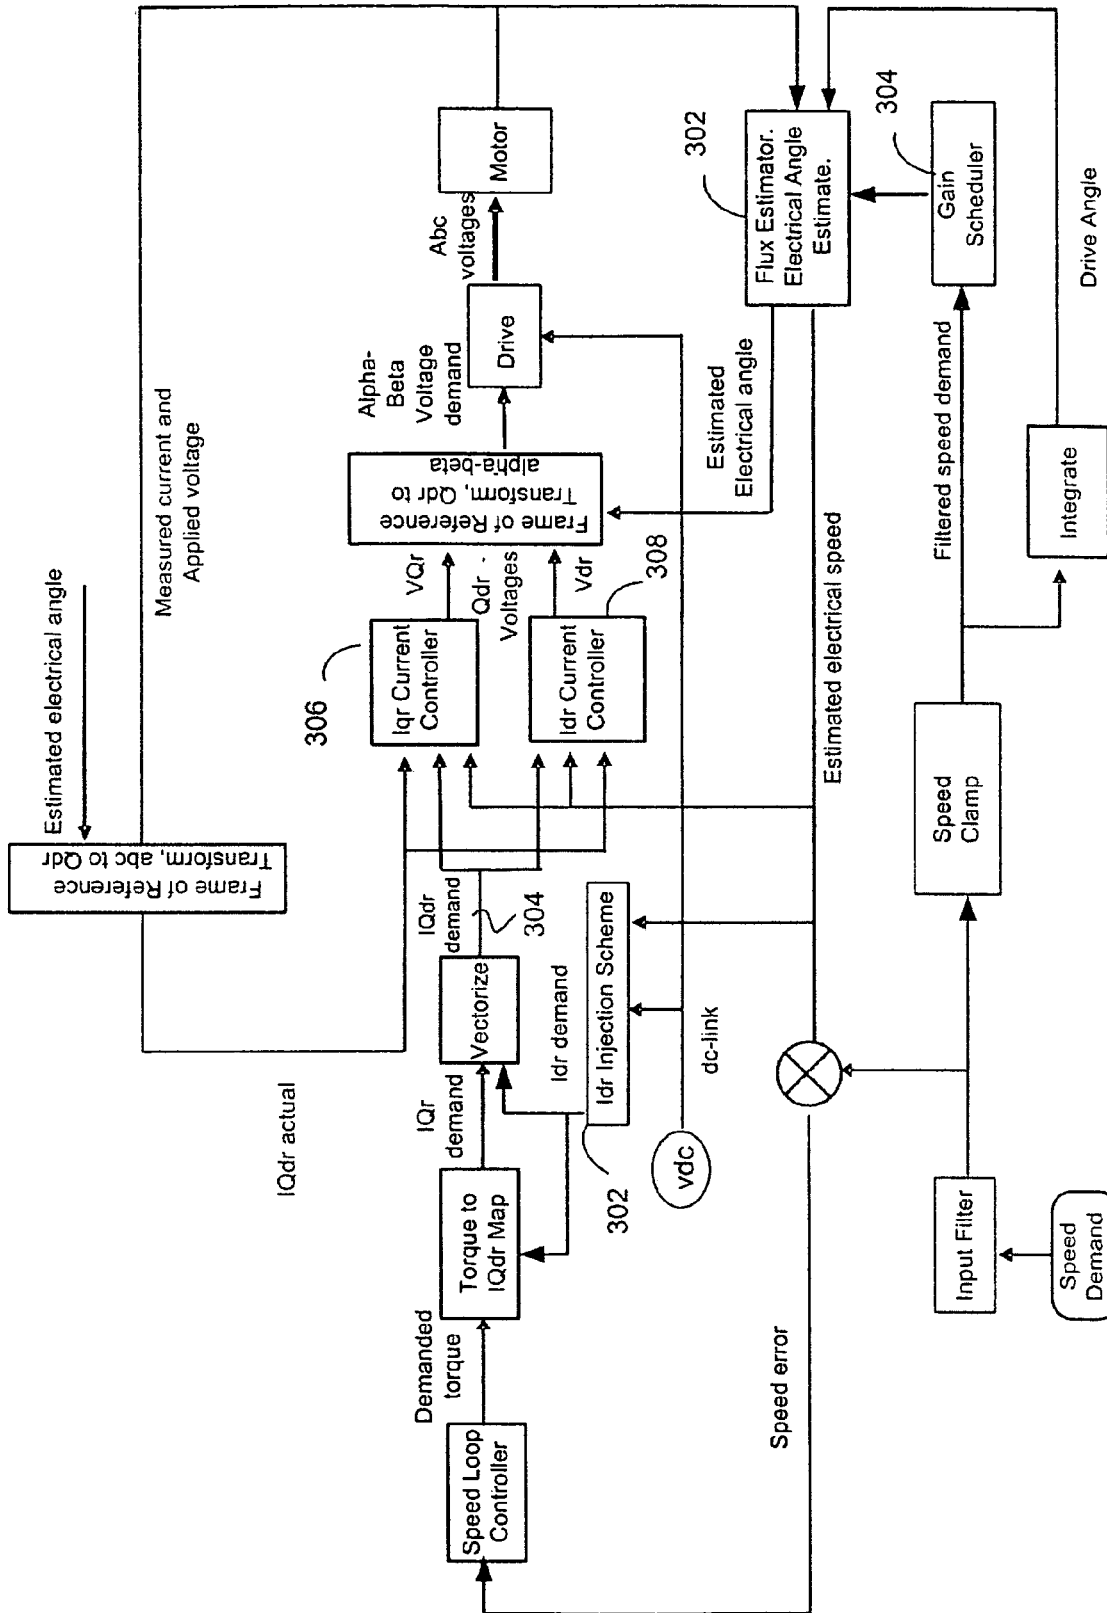 Estimated electrical angle
Frame of Reference
Transform, abc to Qdr
Measured current and
Applied voltage
IQdr actual
Speed Loop
Controller
Demanded
torque
Torque to
IQdr Map
IQr
demand
Vectorize
IQdr
demand
304
Idr demand
Idr Injection Scheme
302
306
Iqr Current
Controller
Idr Current
Controller
308
VQr
Qdr -
Voltages
Vdr
Frame of Reference
Transform, Qdr to
alpha-beta
Alpha-
Beta
Voltage
demand
Drive
Abc
voltages
Motor
vdc
dc-link
302
Flux Estimator.
Electrical Angle
Estimate.
Estimated
Electrical angle
Estimated electrical speed
304
Gain
Scheduler
Speed error
Speed
Demand
Input Filter
Speed
Clamp
Filtered speed demand
Integrate
Drive Angle